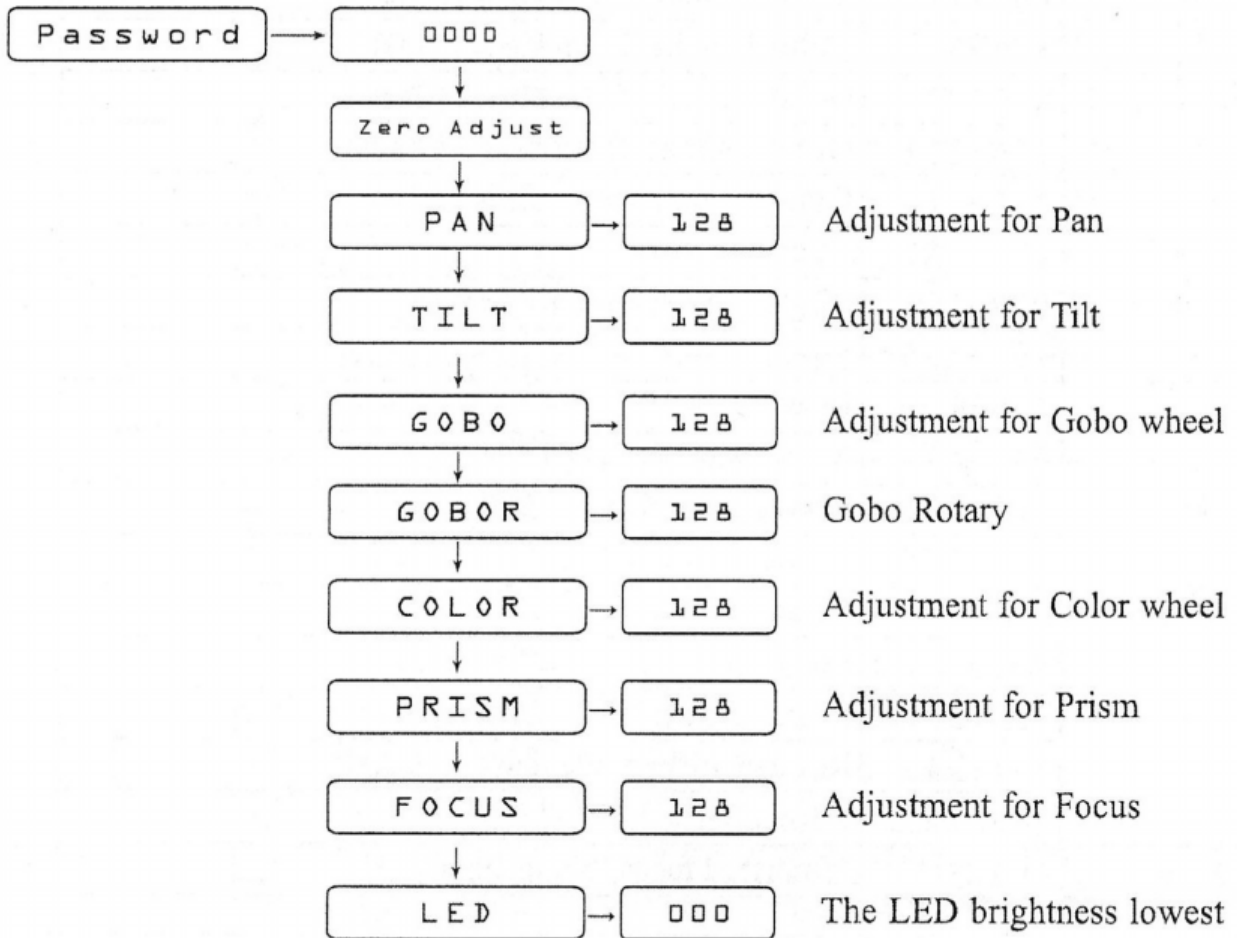 Password 0000
Zero Adjust
PAN 128 Adjustment for Pan
TILT 128 Adjustment for Tilt
GOBO 128 Adjustment for Gobo wheel
GOBOR 128 Gobo Rotary
COLOR 128 Adjustment for Color wheel
PRISM 128 Adjustment for Prism
FOCUS 128 Adjustment for Focus
LED 000 The LED brightness lowest